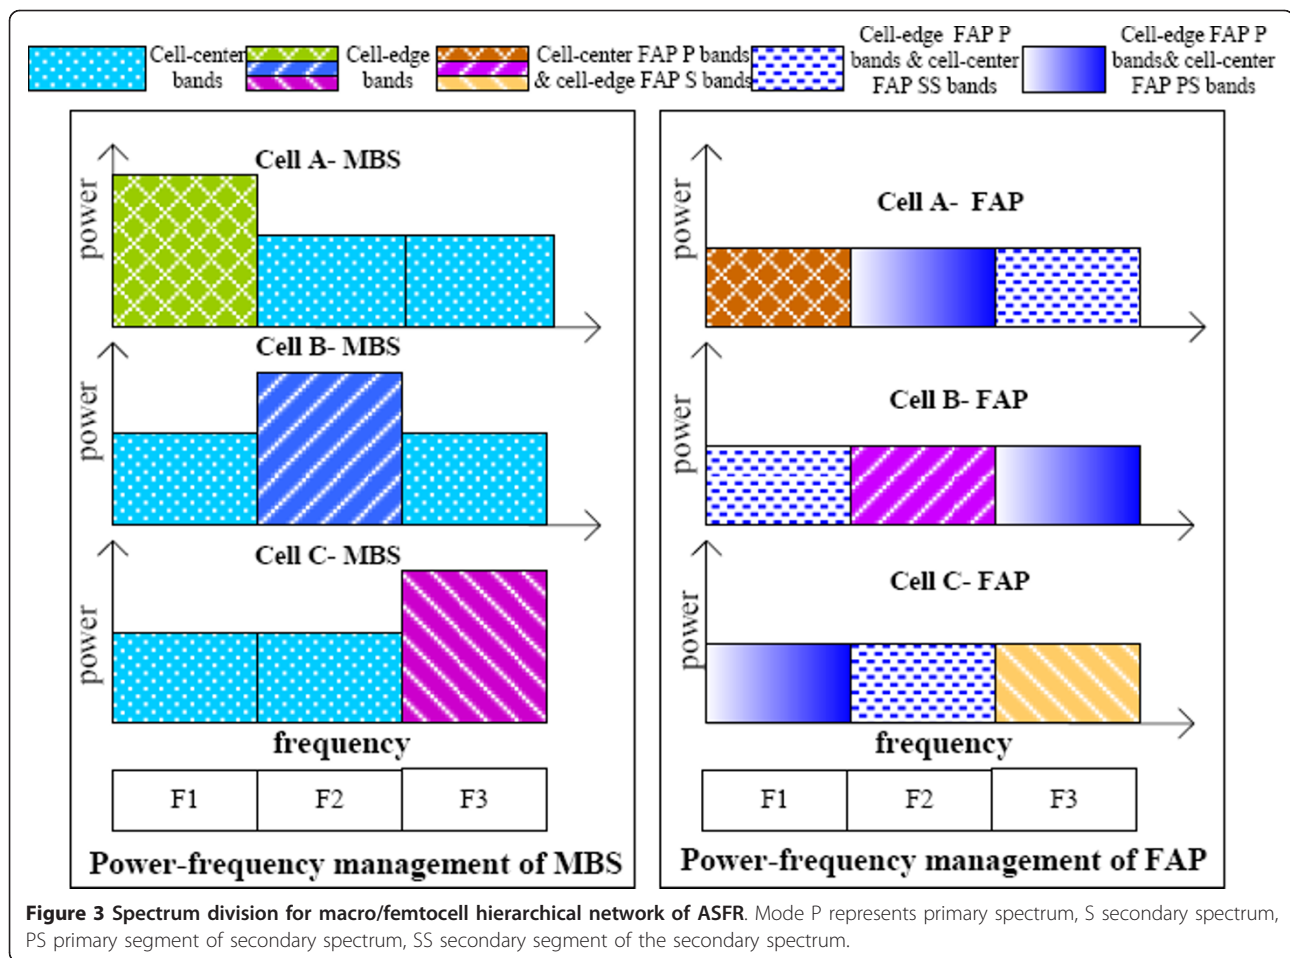 Cell-center
bands
Cell-edge
bands
Cell-center FAP P bands
& cell-edge FAP S bands
Cell-edge FAP P
bands & cell-center
FAP SS bands
Cell-edge FAP P
bands& cell-center
FAP PS bands
Cell A- MBS
power
Cell B- MBS
power
Cell C- MBS
power
frequency
F1 F2 F3
Power-frequency management of MBS
Cell A- FAP
power
Cell B- FAP
power
Cell C- FAP
power
frequency
F1 F2 F3
Power-frequency management of FAP
Figure 3 Spectrum division for macro/femtocell hierarchical network of ASFR. Mode P represents primary spectrum, S secondary spectrum,
PS primary segment of secondary spectrum, SS secondary segment of the secondary spectrum.